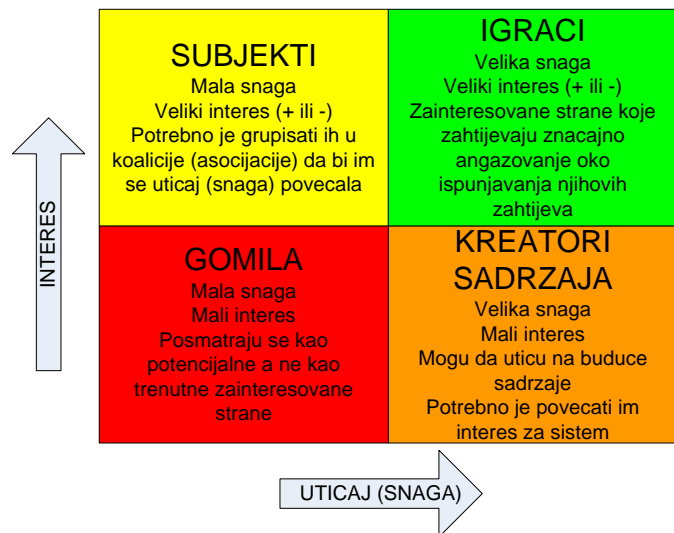 SUBJEKTI
Mala snaga
Veliki interes (+ ili -)
Potrebno je grupisati ih u
koalicije (asocijacije) da bi im
se uticaj (snaga) povecala
IGRACI
Velika snaga
Veliki interes (+ ili -)
Zainteresovane strane koje
zahtijevaju znacajno
angazovanje oko
ispunjavanja njihovih
zahtijeva
INTERES
GOMILA
Mala snaga
Mali interes
Posmatraju se kao
potencijalne a ne kao
trenutne zainteresovane
strane
KREATORI
SADRZAJA
Velika snaga
Mali interes
Mogu da uticu na buduce
sadrzaje
Potrebno je povecati im
interes za sistem
UTICAJ (SNAGA)